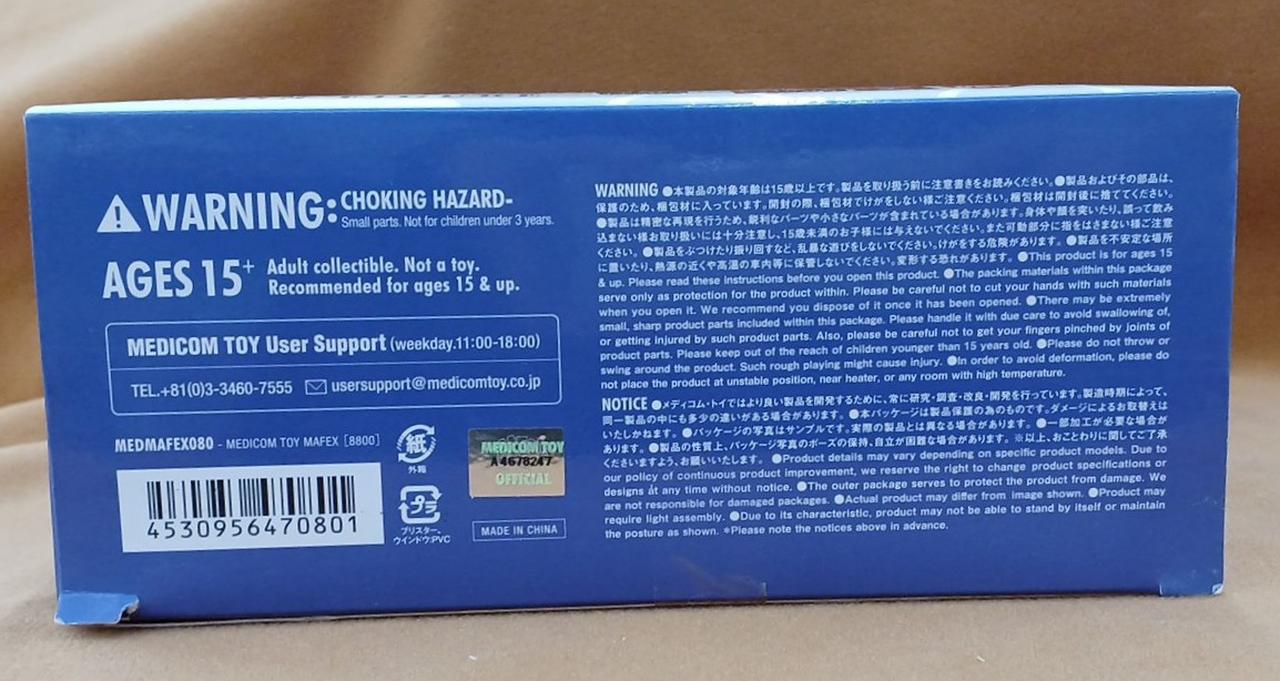 WARNING: CHOKING HAZARD-
Small parts. Not for children under 3 years.
AGES 15+ Adult collectible. Not a toy.
Recommended for ages 15 & up.
MEDICOM TOY User Support (weekday.11:00-18:00)
TEL.+81(0)3-3460-7555 usersupport@medicomtoy.co.jp
MEDMAFEX080 - MEDICOM TOY MAFEX [8800]
4530956470801
紙
外箱
プラ
ブリスター、
ウインドウ:PVC
MEDICOM TOY
A4678247
OFFICIAL
MADE IN CHINA
WARNING ●本製品の対象年齢は15歳以上です。製品を取り扱う前に注意書きをお読みください。●製品およびその部品は、
保護のため、梱包材に入っています。開封の際、梱包材でけがをしない様ご注意ください。梱包材は開封後に捨ててください。
●製品は精密な再現を行うため、鋭利なパーツや小さなパーツが含まれている場合があります。身体や顔を突いたり、誤って飲み
込まない様お取り扱いには十分注意し、15歳未満のお子様には与えないでください。また可動部分に指をはさまない様ご注意
ください。●製品をぶつけたり振り回すなど、乱暴な遊びをしないでください。けがをする危険があります。●製品を不安定な場所
に置いたり、熱源の近くや高温の車内等に保管しないでください。変形する恐れがあります。●This product is for ages 15
& up. Please read these instructions before you open this product. ●The packing materials within this package
serve only as protection for the product within. Please be careful not to cut your hands with such materials
when you open it. We recommend you dispose of it once it has been opened. ●There may be extremely
small, sharp product parts included within this package. Please handle it with due care to avoid swallowing of,
or getting injured by such product parts. Also, please be careful not to get your fingers pinched by joints of
product parts. Please keep out of the reach of children younger than 15 years old. ●Please do not throw or
swing around the product. Such rough playing might cause injury. ●In order to avoid deformation, please do
not place the product at unstable position, near heater, or any room with high temperature.
NOTICE ●メディコム・トイではより良い製品を開発するために、常に研究・調査・改良・開発を行っています。製造時期によって、
同一製品の中にも多少の違いがある場合があります。●本パッケージは製品保護の為のものです。ダメージによるお取替えは
いたしかねます。●パッケージの写真はサンプルです。実際の製品とは異なる場合があります。●一部加工が必要な場合が
あります。●製品の性質上、パッケージ写真のポーズの保持、自立が困難な場合があります。※以上、おことわりに関してご了承
くださいますよう、お願いいたします。●Product details may vary depending on specific product models. Due to
our policy of continuous product improvement, we reserve the right to change product specifications or
designs at any time without notice. ●The outer package serves to protect the product from damage. We
are not responsible for damaged packages. ●Actual product may differ from image shown. ●Product may
require light assembly. ●Due to its characteristic, product may not be able to stand by itself or maintain
the posture as shown. *Please note the notices above in advance.